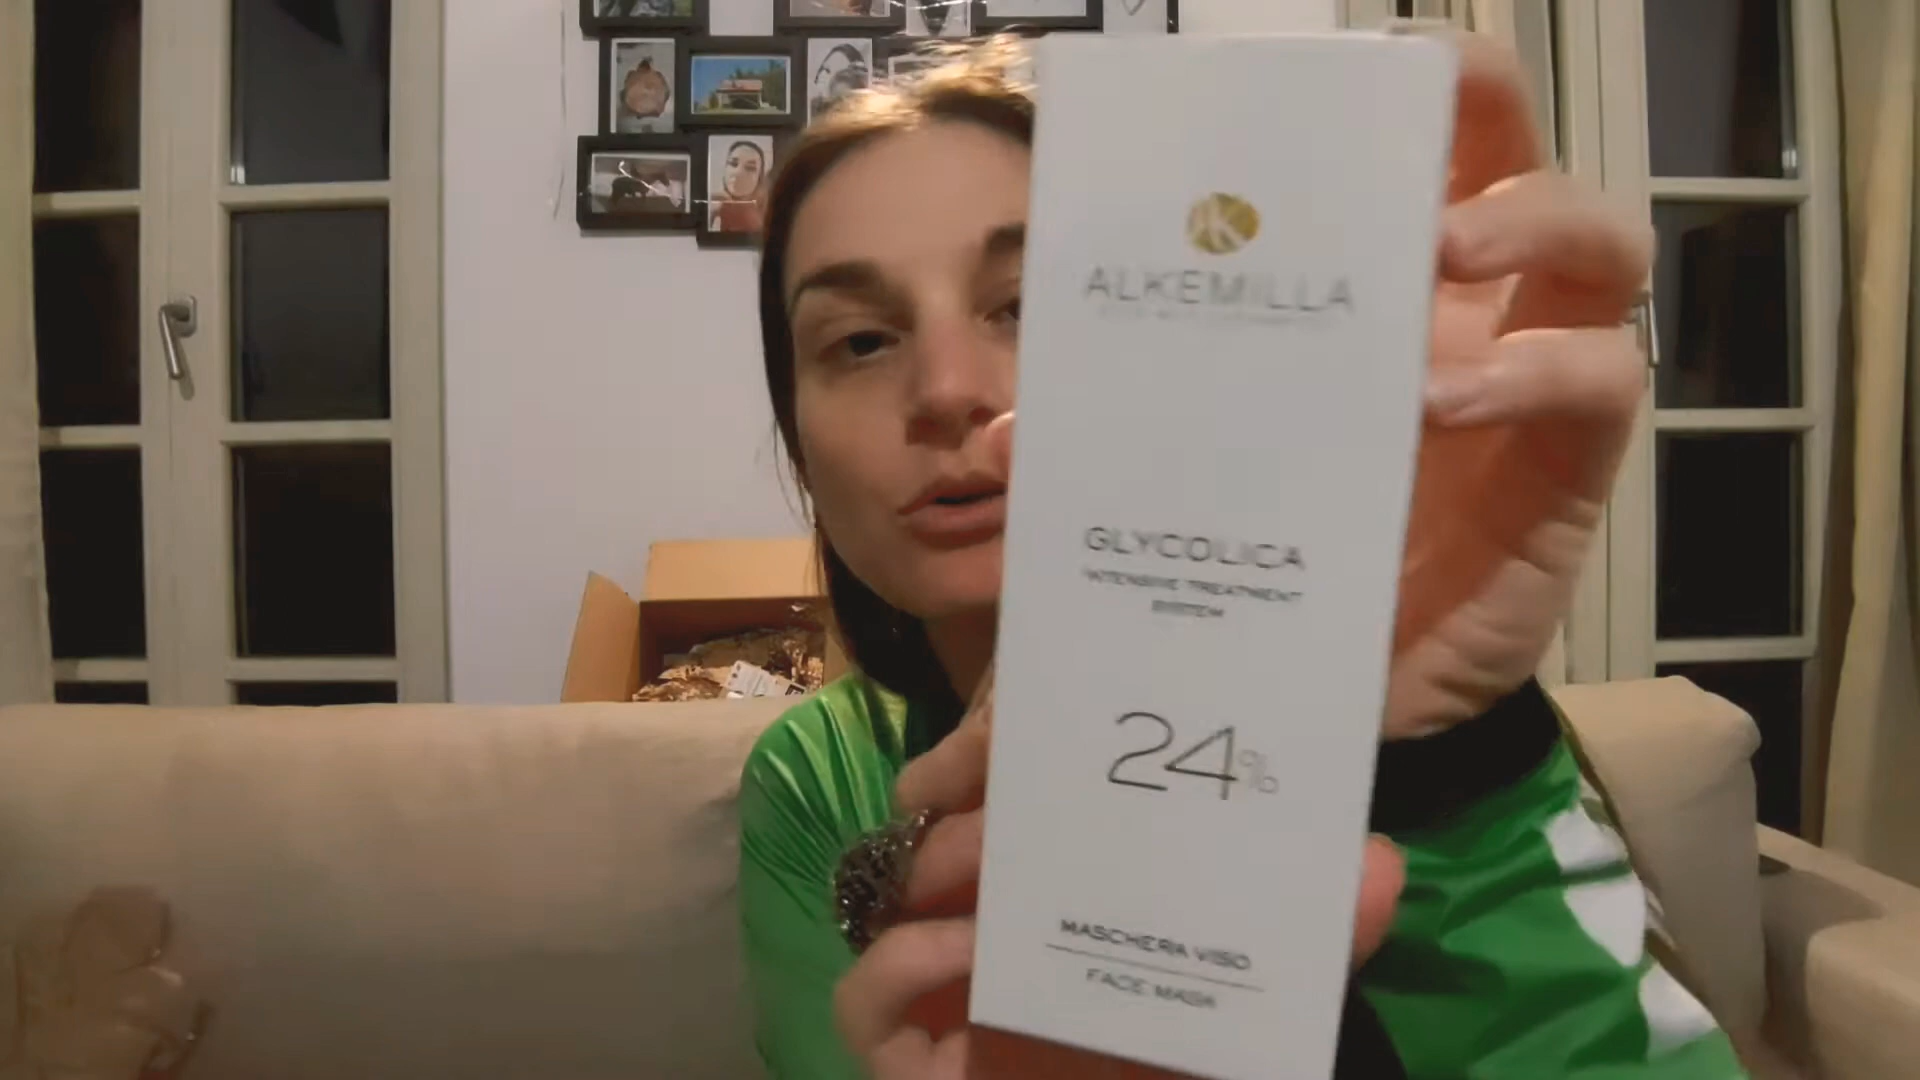 ALKEMILLA
GLYCOLICA
INTENSIVE TREATMENT
SYSTEM
24%
MASCHERA VISO
FACE MASK